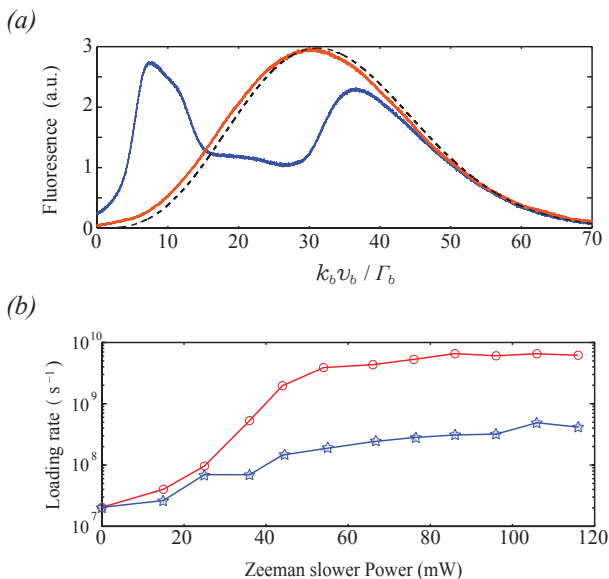 (a)
3
2
1
0
Fluoresence (a.u.)
0 10 20 30 40 50 60 70
k_b υ_b / Γ_b
(b)
10^10
10^9
10^8
10^7
Loading rate ( s^−1)
0 20 40 60 80 100 120
Zeeman slower Power (mW)